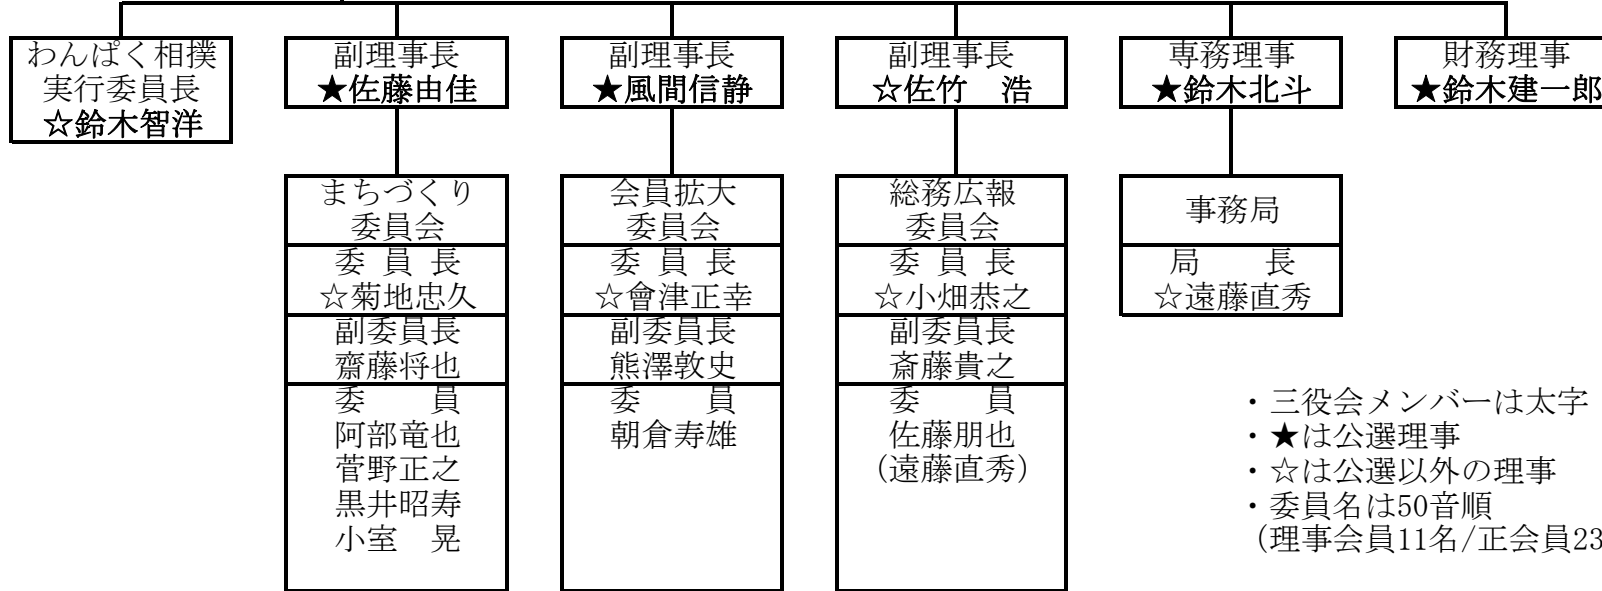 わんぱく相撲
実行委員長
☆鈴木智洋
副理事長
★佐藤由佳
副理事長
★風間信静
副理事長
☆佐竹　浩
専務理事
★鈴木北斗
財務理事
★鈴木建一郎
まちづくり
委員会
委 員 長
☆菊地忠久
副委員長
齋藤将也
委　　員
阿部竜也
菅野正之
黒井昭寿
小室　晃
会員拡大
委員会
委 員 長
☆會津正幸
副委員長
熊澤敦史
委　　員
朝倉寿雄
総務広報
委員会
委 員 長
☆小畑恭之
副委員長
斎藤貴之
委　　員
佐藤朋也
(遠藤直秀)
事務局
局　　長
☆遠藤直秀
・三役会メンバーは太字
・★は公選理事
・☆は公選以外の理事
・委員名は50音順
(理事会員11名/正会員23